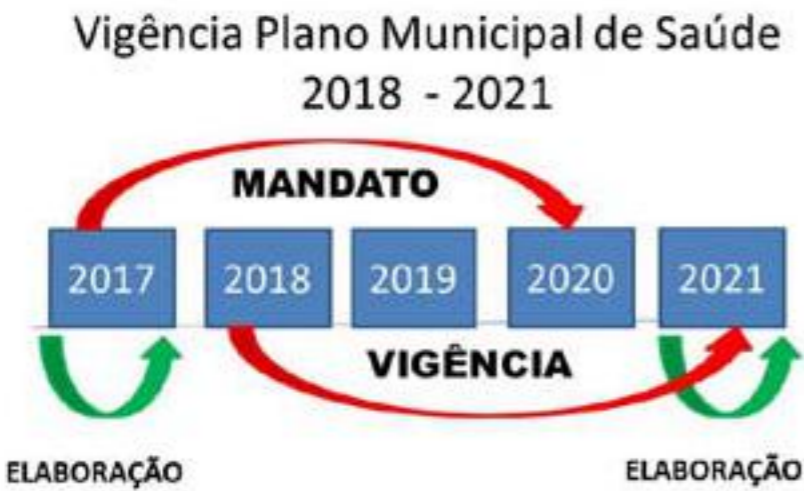 Vigência Plano Municipal de Saúde
2018 - 2021
MANDATO
2017 2018 2019 2020 2021
VIGÊNCIA
ELABORAÇÃO ELABORAÇÃO